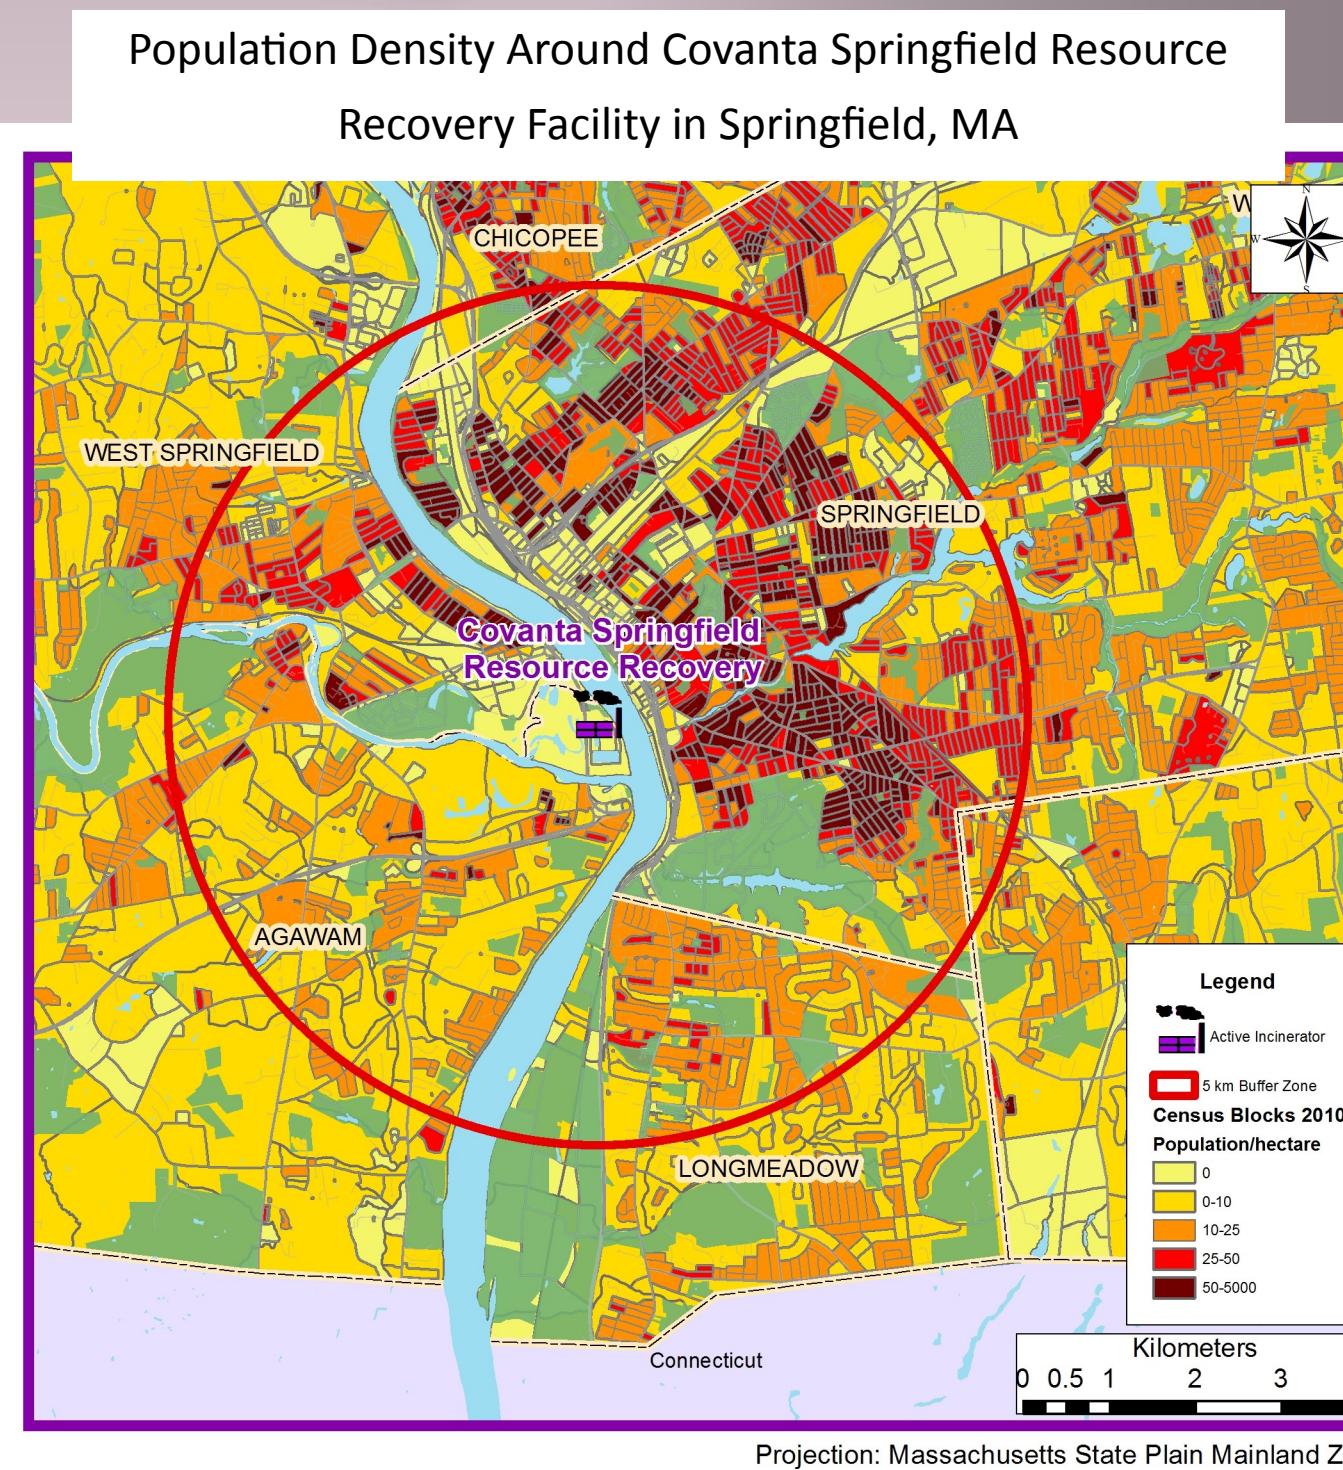 Population Density Around Covanta Springfield Resource
Recovery Facility in Springfield, MA
N
W
W
S
CHICOPEE
WEST SPRINGFIELD
SPRINGFIELD
Covanta Springfield
Resource Recovery
AGAWAM
LONGMEADOW
Connecticut
Legend
Active Incinerator
5 km Buffer Zone
Census Blocks 2010
Population/hectare
0
0-10
10-25
25-50
50-5000
Kilometers
0 0.5 1 2 3
Projection: Massachusetts State Plain Mainland Z